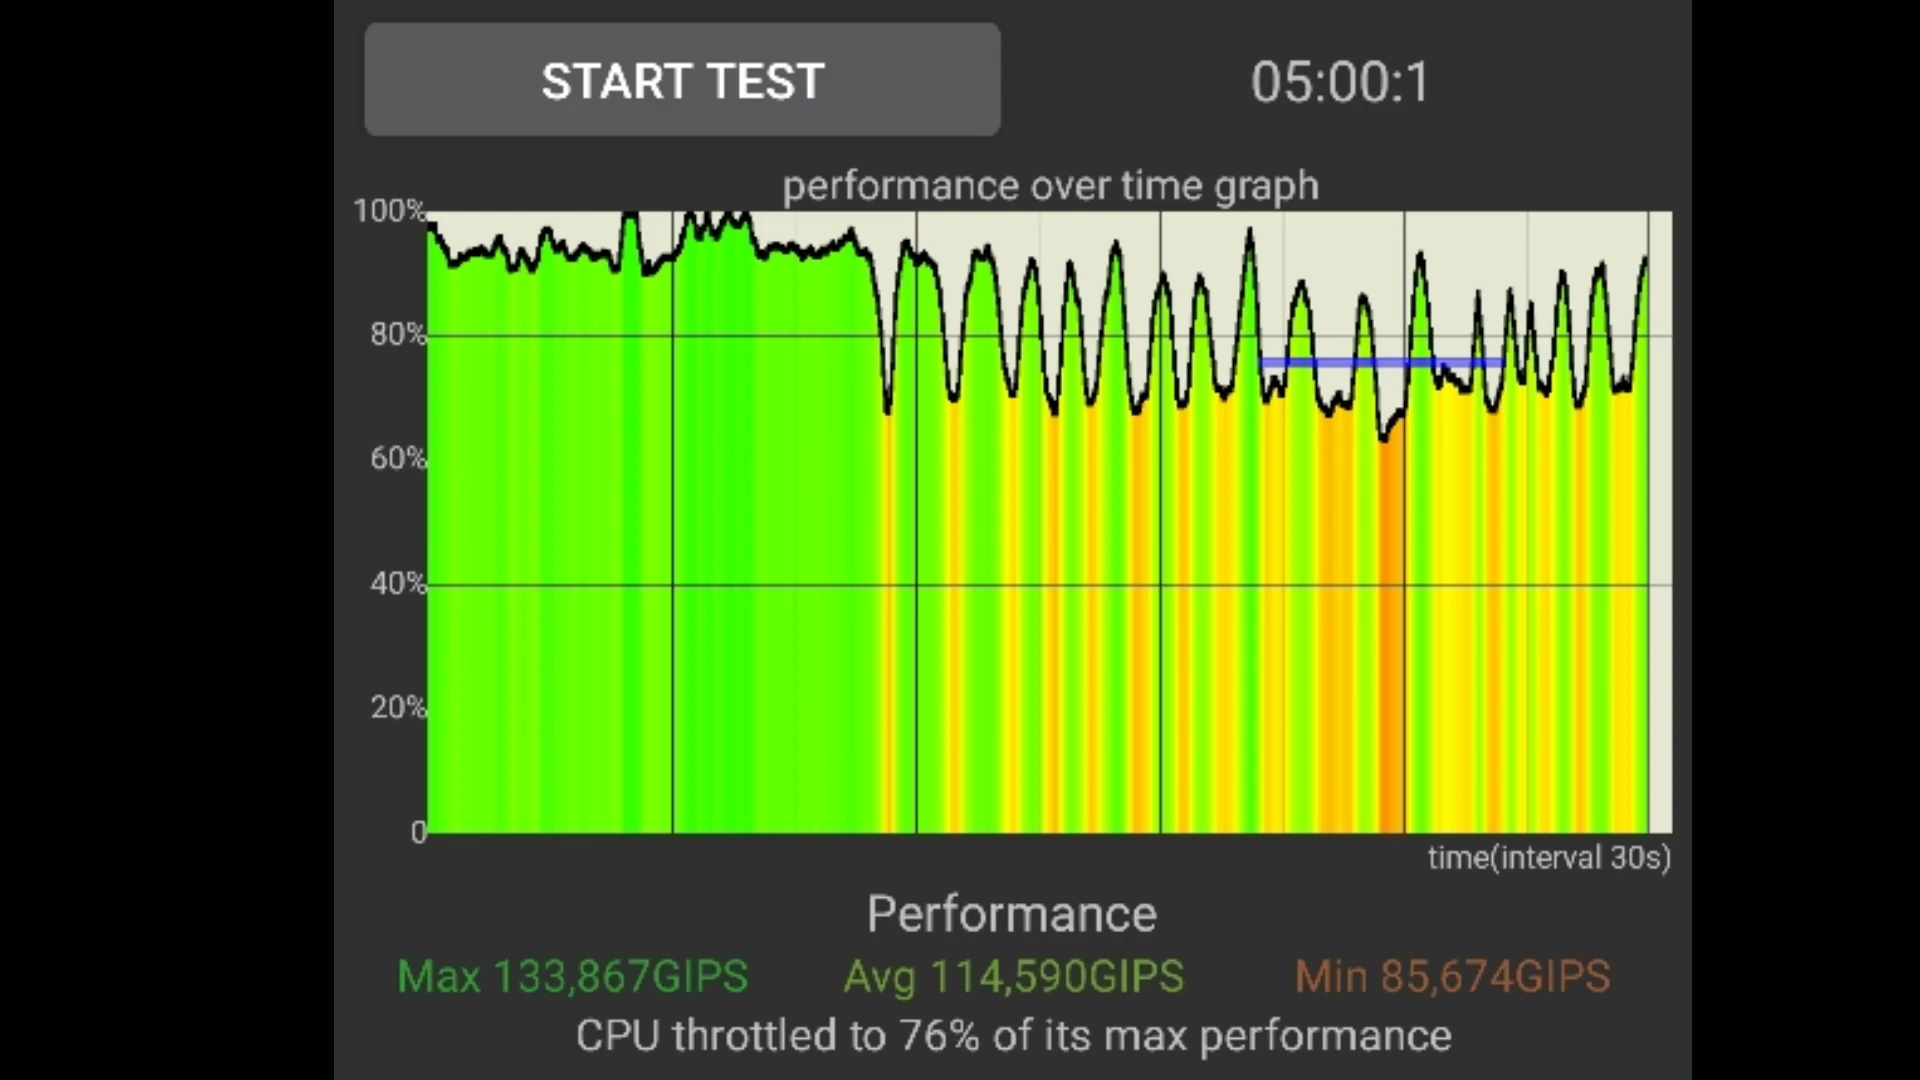 START TEST
05:00:1
performance over time graph
100%
80%
60%
40%
20%
0
time(interval 30s)
Performance
Max 133,867GIPS
Avg 114,590GIPS
Min 85,674GIPS
CPU throttled to 76% of its max performance